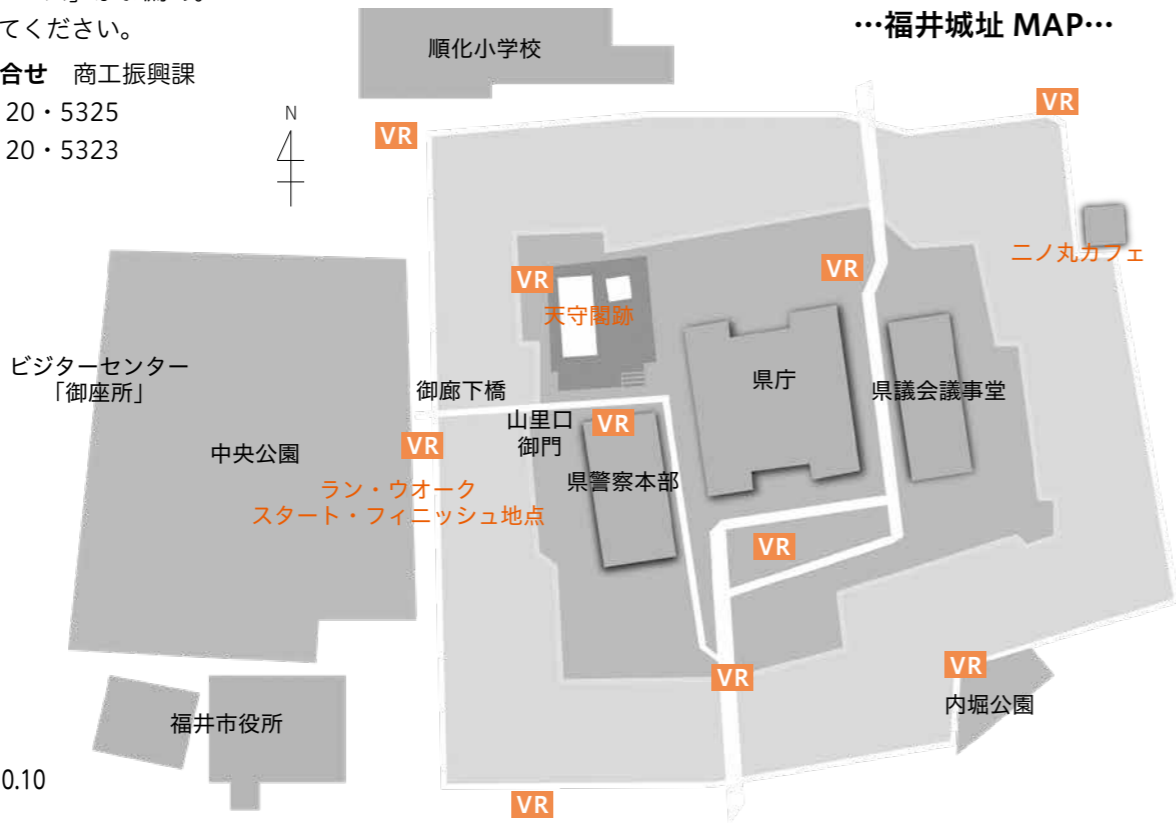 てください。
合せ　商工振興課
20・5325
20・5323
…福井城址 MAP…
順化小学校
N
VR
VR
VR
VR
二ノ丸カフェ
天守閣跡
ビジターセンター
「御座所」
御廊下橋
県庁
県議会議事堂
山里口
御門
VR
VR
中央公園
県警察本部
ラン・ウオーク
スタート・フィニッシュ地点
VR
VR
VR
内堀公園
福井市役所
0.10
VR